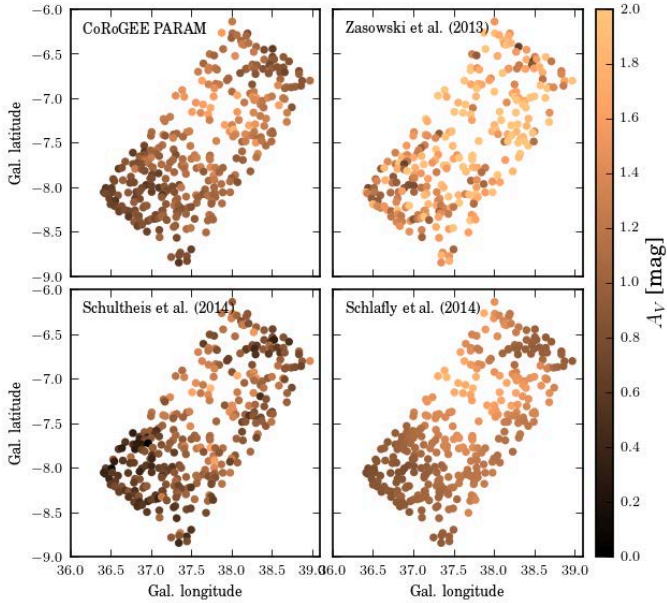 CoRoGEE PARAM
Zasowski et al. (2013)
Schultheis et al. (2014)
Schlafly et al. (2014)
−6.0
−6.5
−7.0
−7.5
−8.0
−8.5
−9.0
Gal. latitude
−6.0
−6.5
−7.0
−7.5
−8.0
−8.5
−9.0
Gal. latitude
36.0 36.5 37.0 37.5 38.0 38.5 39.0
Gal. longitude
36.5 37.0 37.5 38.0 38.5 39.0
Gal. longitude
2.0
1.8
1.6
1.4
1.2
1.0
0.8
0.6
0.4
0.2
0.0
A_V [mag]